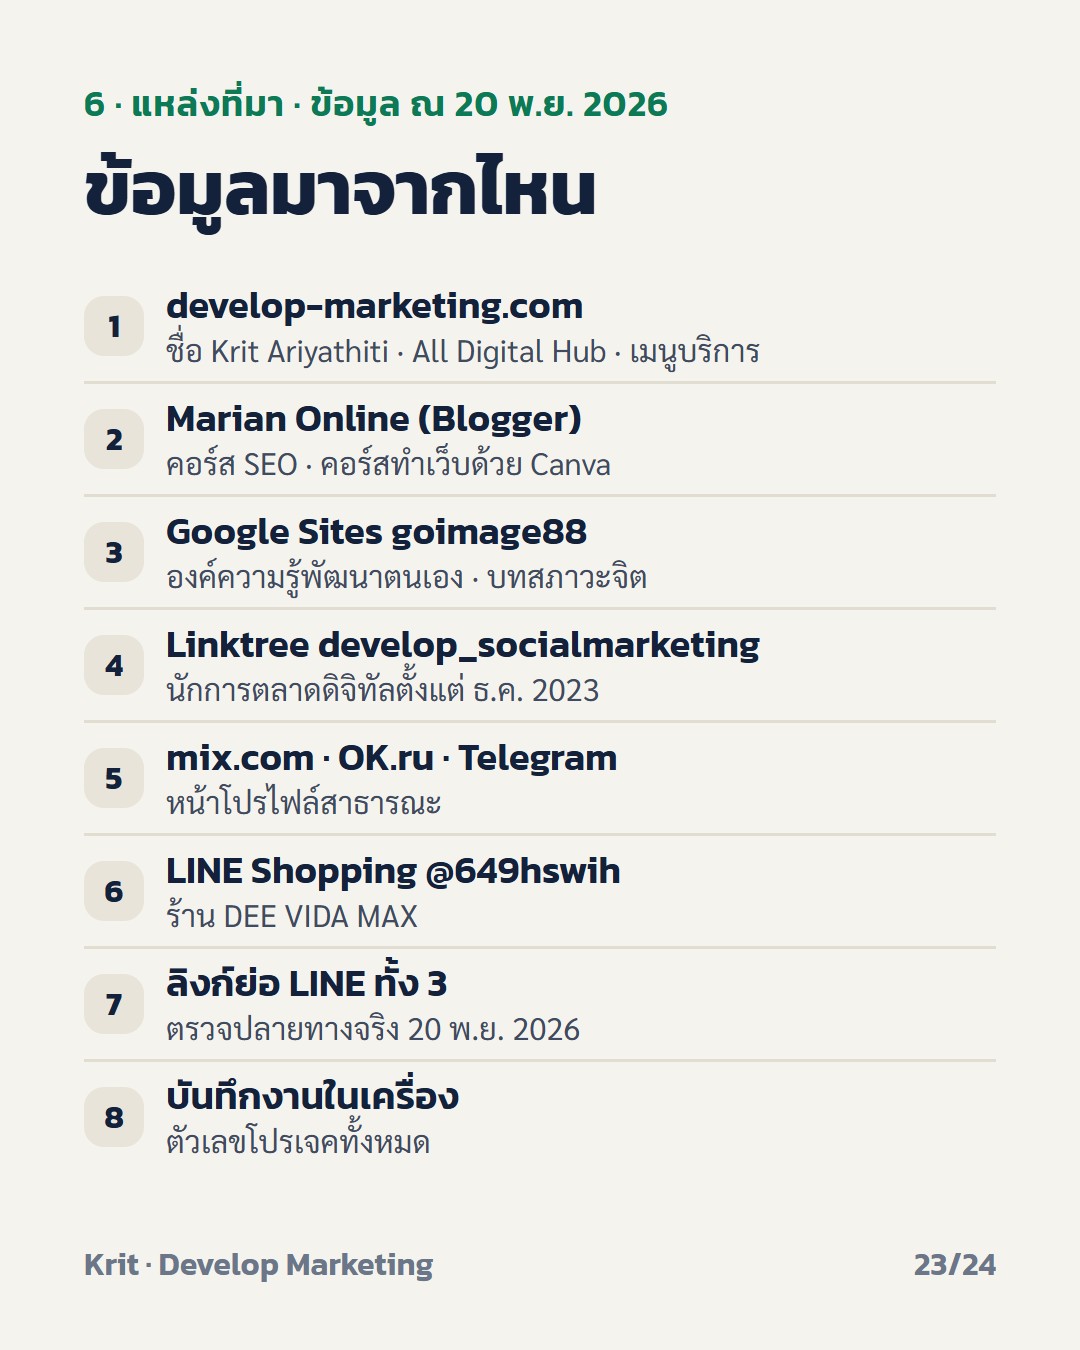 6 · แหล่งที่มา · ข้อมูล ณ 20 พ.ย. 2026
ข้อมูลมาจากไหน
1
develop-marketing.com
ชื่อ Krit Ariyathiti · All Digital Hub · เมนูบริการ
2
Marian Online (Blogger)
คอร์ส SEO · คอร์สทำเว็บด้วย Canva
3
Google Sites goimage88
องค์ความรู้พัฒนาตนเอง · บทสภาวะจิต
4
Linktree develop_socialmarketing
นักการตลาดดิจิทัลตั้งแต่ ธ.ค. 2023
5
mix.com · OK.ru · Telegram
หน้าโปรไฟล์สาธารณะ
6
LINE Shopping @649hswih
ร้าน DEE VIDA MAX
7
ลิงก์ย่อ LINE ทั้ง 3
ตรวจปลายทางจริง 20 พ.ย. 2026
8
บันทึกงานในเครื่อง
ตัวเลขโปรเจคทั้งหมด
Krit · Develop Marketing
23/24